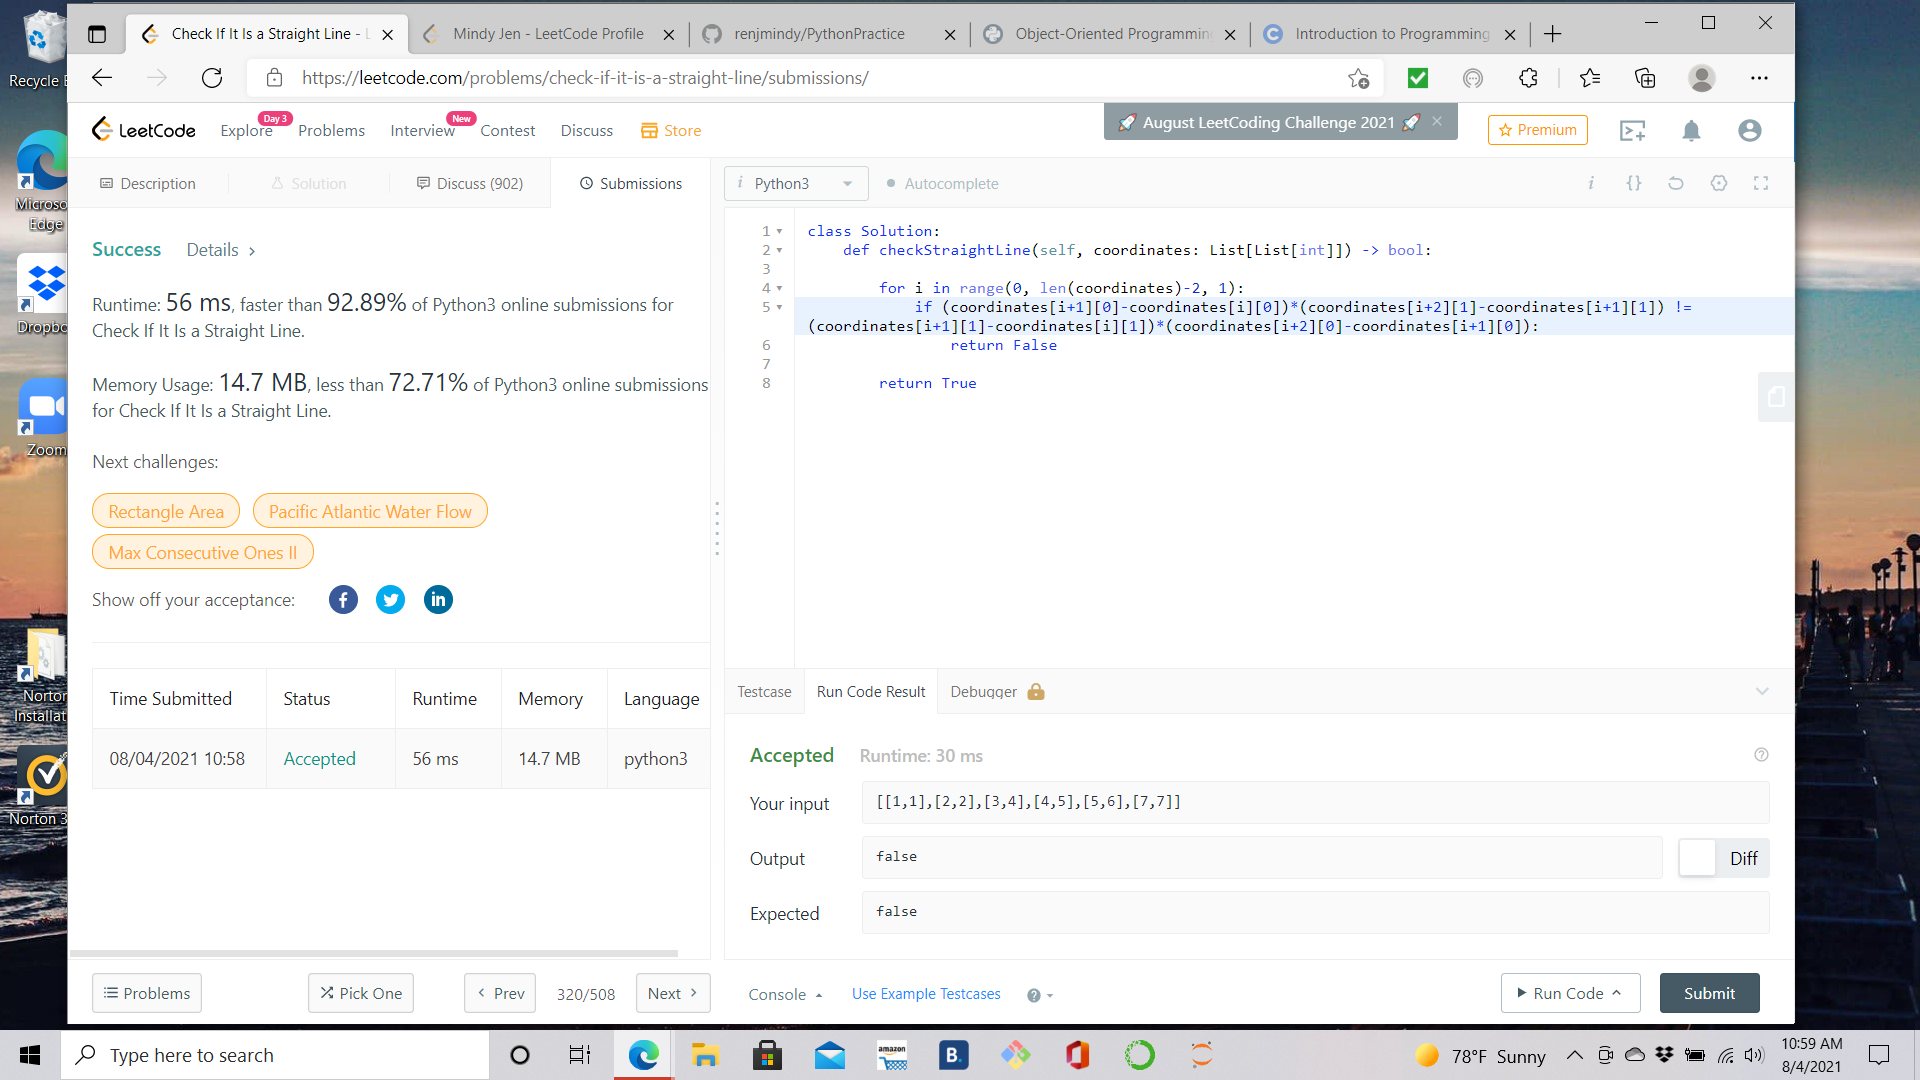 Recycle
Microso
Edge
Dropbo
Zoom
Norton
Installat
Norton 3
Check If It Is a Straight Line - L
Mindy Jen - LeetCode Profile
renjmindy/PythonPractice
Object-Oriented Programming
Introduction to Programming
https://leetcode.com/problems/check-if-it-is-a-straight-line/submissions/
LeetCode
Explore
Day 3
Problems
Interview
New
Contest
Discuss
Store
August LeetCoding Challenge 2021
Premium
Description
Solution
Discuss (902)
Submissions
i Python3
Autocomplete
Success
Details
Runtime: 56 ms, faster than 92.89% of Python3 online submissions for
Check If It Is a Straight Line.
Memory Usage: 14.7 MB, less than 72.71% of Python3 online submissions
for Check If It Is a Straight Line.
Next challenges:
Rectangle Area
Pacific Atlantic Water Flow
Max Consecutive Ones II
Show off your acceptance:
Time Submitted Status Runtime Memory Language
08/04/2021 10:58 Accepted 56 ms 14.7 MB python3
1 class Solution:
2 def checkStraightLine(self, coordinates: List[List[int]]) -> bool:
3
4 for i in range(0, len(coordinates)-2, 1):
5 if (coordinates[i+1][0]-coordinates[i][0])*(coordinates[i+2][1]-coordinates[i+1][1]) !=
(coordinates[i+1][1]-coordinates[i][1])*(coordinates[i+2][0]-coordinates[i+1][0]):
6 return False
7
8 return True
Testcase
Run Code Result
Debugger
Accepted
Runtime: 30 ms
Your input
[[1,1],[2,2],[3,4],[4,5],[5,6],[7,7]]
Output
false
Diff
Expected
false
Problems
Pick One
Prev
320/508
Next
Console
Use Example Testcases
Run Code
Submit
Type here to search
amazon
B.
78°F Sunny
10:59 AM
8/4/2021